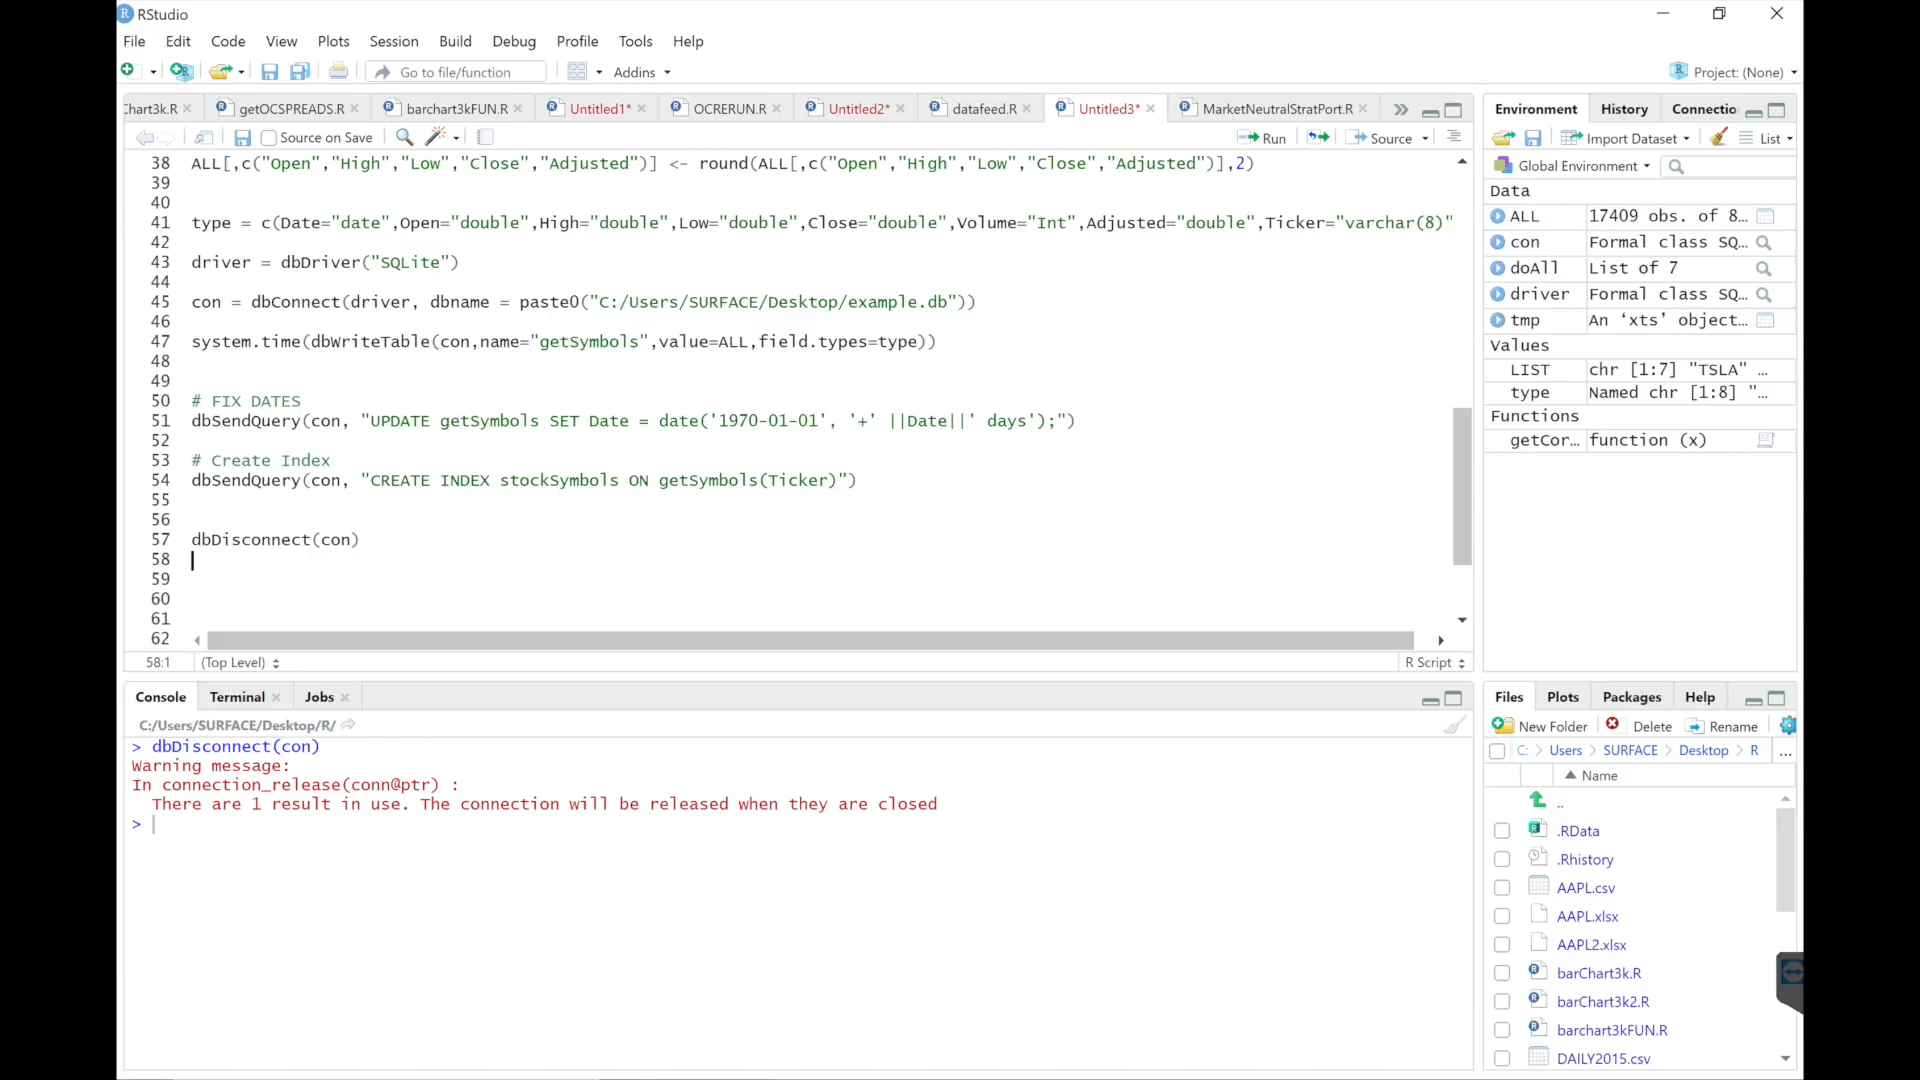 RStudio
File Edit Code View Plots Session Build Debug Profile Tools Help
Go to file/function Addins Project: (None)
Chart3k.R getOCSPREADS.R barchart3kFUN.R Untitled1* OCRERUN.R Untitled2* datafeed.R Untitled3* MarketNeutralStratPort.R
Source on Save Run Source
38 ALL[,c("Open","High","Low","Close","Adjusted")] <- round(ALL[,c("Open","High","Low","Close","Adjusted")],2)
39
40
41 type = c(Date="date",Open="double",High="double",Low="double",Close="double",Volume="Int",Adjusted="double",Ticker="varchar(8)"
42
43 driver = dbDriver("SQLite")
44
45 con = dbConnect(driver, dbname = paste0("C:/Users/SURFACE/Desktop/example.db"))
46
47 system.time(dbWriteTable(con,name="getSymbols",value=ALL,field.types=type))
48
49
50 # FIX DATES
51 dbSendQuery(con, "UPDATE getSymbols SET Date = date('1970-01-01', '+' ||Date||' days');")
52
53 # Create Index
54 dbSendQuery(con, "CREATE INDEX stockSymbols ON getSymbols(Ticker)")
55
56
57 dbDisconnect(con)
58
59
60
61
62
58:1 (Top Level) R Script
Console Terminal Jobs
C:/Users/SURFACE/Desktop/R/
> dbDisconnect(con)
Warning message:
In connection_release(conn@ptr) :
There are 1 result in use. The connection will be released when they are closed
>
Environment History Connectio
Import Dataset List
Global Environment
Data
ALL 17409 obs. of 8…
con Formal class SQ…
doAll List of 7
driver Formal class SQ…
tmp An ‘xts’ object…
Values
LIST chr [1:7] "TSLA" …
type Named chr [1:8] "…
Functions
getCor… function (x)
Files Plots Packages Help
New Folder Delete Rename
C: > Users > SURFACE > Desktop > R ...
Name
..
.RData
.Rhistory
AAPL.csv
AAPL.xlsx
AAPL2.xlsx
barChart3k.R
barChart3k2.R
barchart3kFUN.R
DAILY2015.csv